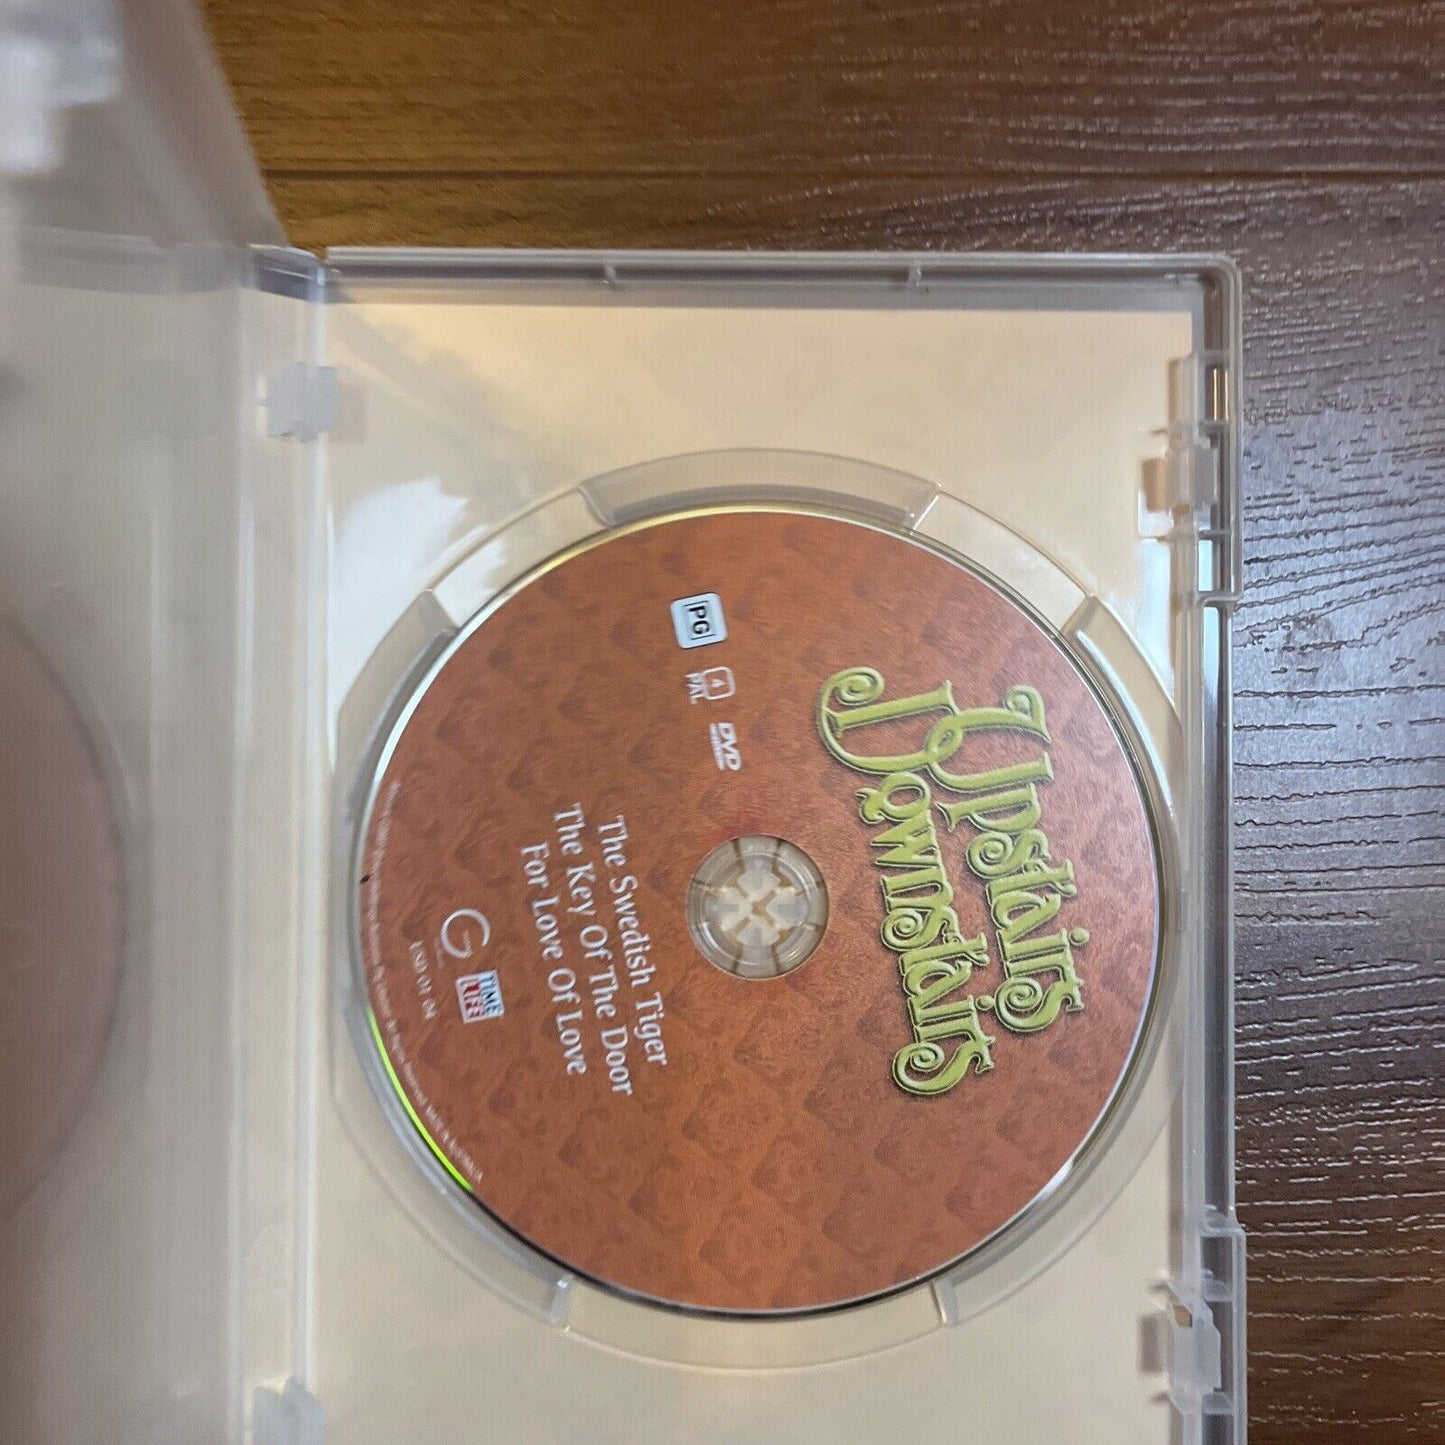 Upstairs
Downstairs
PG
4
PAL
DVD
The Swedish Tiger
The Key Of The Door
For Love Of Love
G
TIME
LIFE